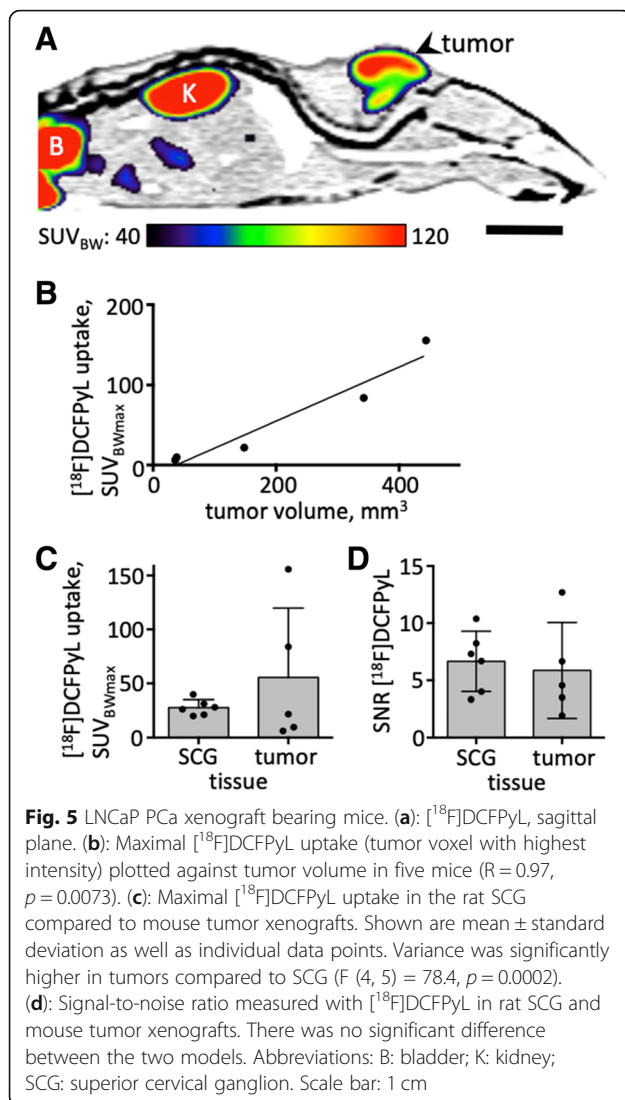 A
tumor
K
B
SUV_BW: 40 120
B
[¹⁸F]DCFPyL uptake,
SUV_BWmax
200
100
0
0 200 400
tumor volume, mm³
C
[¹⁸F]DCFPyL uptake,
SUV_BWmax
150
100
50
0
SCG tumor
tissue
D
SNR [¹⁸F]DCFPyL
15
10
5
0
SCG tumor
tissue
Fig. 5 LNCaP PCa xenograft bearing mice. (a): [¹⁸F]DCFPyL, sagittal
plane. (b): Maximal [¹⁸F]DCFPyL uptake (tumor voxel with highest
intensity) plotted against tumor volume in five mice (R = 0.97,
p = 0.0073). (c): Maximal [¹⁸F]DCFPyL uptake in the rat SCG
compared to mouse tumor xenografts. Shown are mean ± standard
deviation as well as individual data points. Variance was significantly
higher in tumors compared to SCG (F (4, 5) = 78.4, p = 0.0002).
(d): Signal-to-noise ratio measured with [¹⁸F]DCFPyL in rat SCG and
mouse tumor xenografts. There was no significant difference
between the two models. Abbreviations: B: bladder; K: kidney;
SCG: superior cervical ganglion. Scale bar: 1 cm